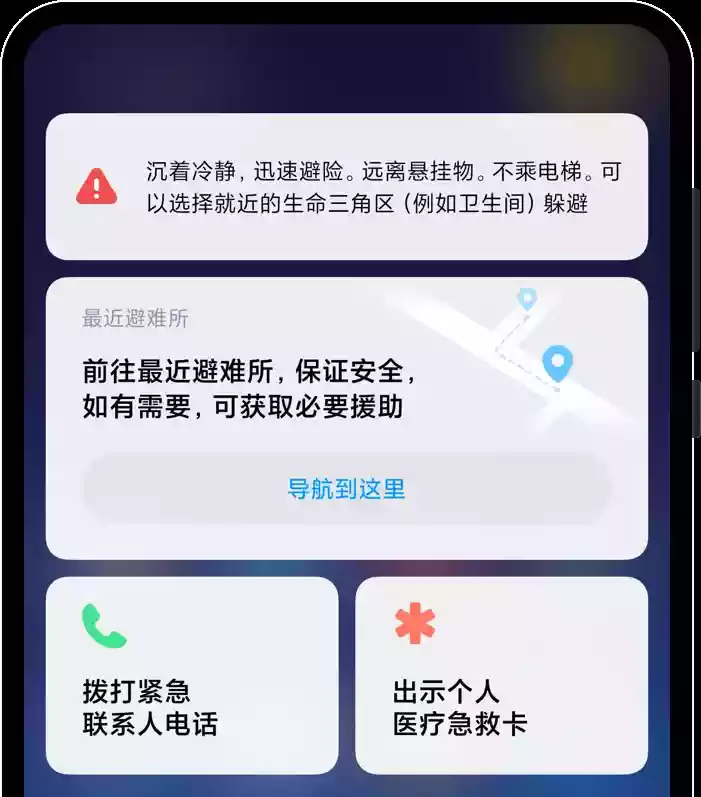 沉着冷静，迅速避险。远离悬挂物。不乘电梯。可
以选择就近的生命三角区（例如卫生间）躲避
最近避难所
前往最近避难所，保证安全，
如有需要，可获取必要援助
导航到这里
拨打紧急
联系人电话
出示个人
医疗急救卡